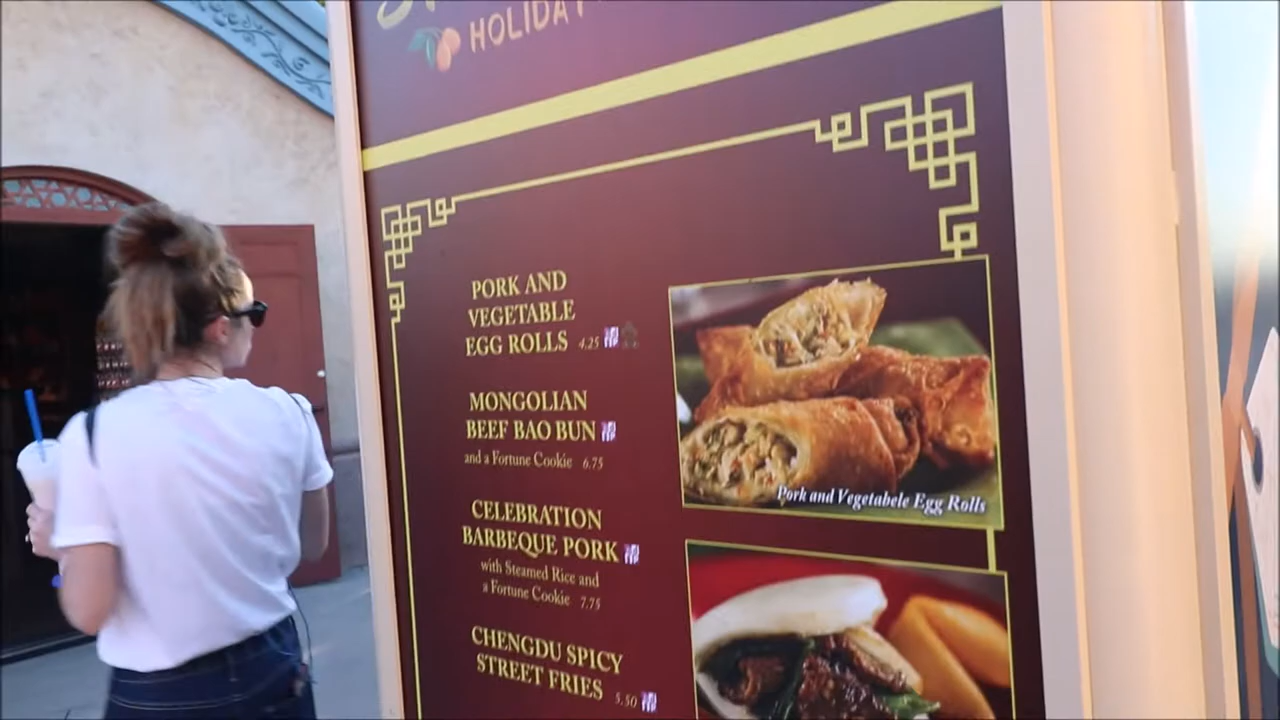 HOLIDAY
PORK AND
VEGETABLE
EGG ROLLS 4.25
MONGOLIAN
BEEF BAO BUN
and a Fortune Cookie 6.75
CELEBRATION
BARBEQUE PORK
with Steamed Rice and
a Fortune Cookie 7.75
CHENGDU SPICY
STREET FRIES 5.50
Pork and Vegetabele Egg Rolls